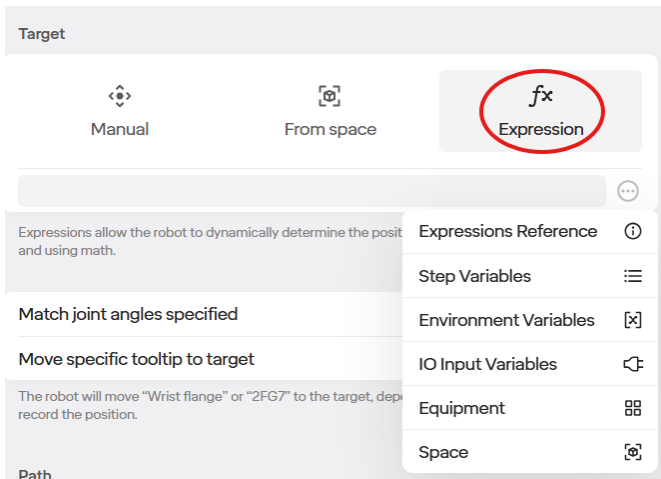 Target
Manual
From space
fx
Expression
Expressions Reference
Expressions allow the robot to dynamically determine the
and using math.
Step Variables
Match joint angles specified
Environment Variables
Move specific tooltip to target
IO Input Variables
The robot will move “Wrist flange” or “2FG7” to the target,
record the position.
Equipment
Space
Path